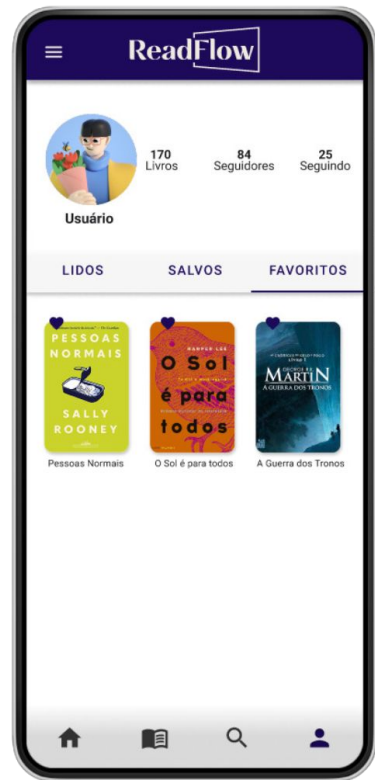 ReadFlow
170
Livros
84
Seguidores
25
Seguindo
Usuário
LIDOS
SALVOS
FAVORITOS
PESSOAS
NORMAIS
SALLY
ROONEY
HARPER LEE
O Sol
é para
todos
GEORGE R.R.
MARTIN
A GUERRA DOS TRONOS
Pessoas Normais
O Sol é para todos
A Guerra dos Tronos